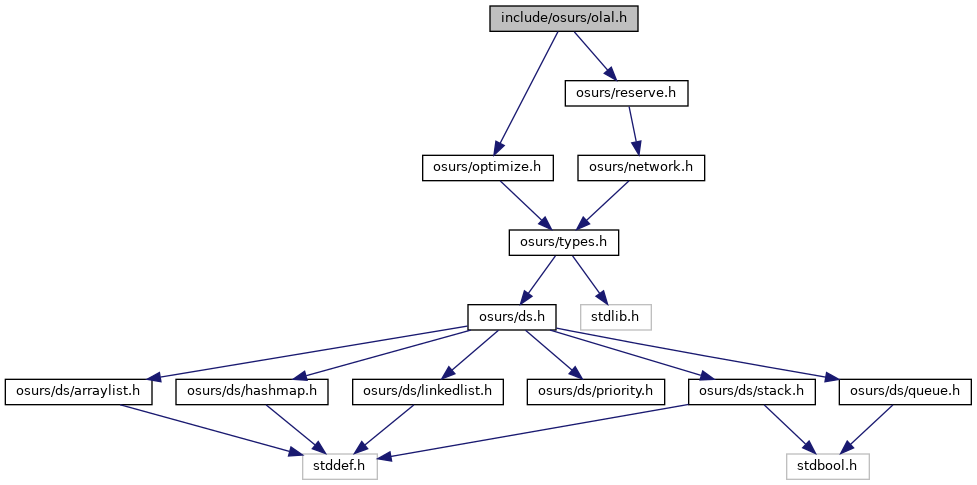 include/osurs/olal.h
osurs/reserve.h
osurs/optimize.h
osurs/network.h
osurs/types.h
osurs/ds.h
stdlib.h
osurs/ds/arraylist.h
osurs/ds/hashmap.h
osurs/ds/linkedlist.h
osurs/ds/priority.h
osurs/ds/stack.h
osurs/ds/queue.h
stddef.h
stdbool.h